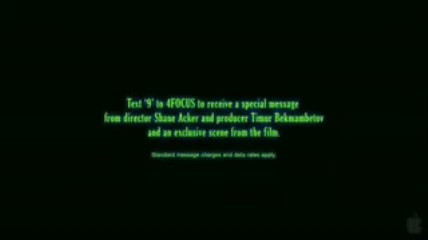 Text '9' to 4FOCUS to receive a special message
from director Shane Acker and producer Timur Bekmambetov
and an exclusive scene from the film.
Standard message charges and data rates apply.